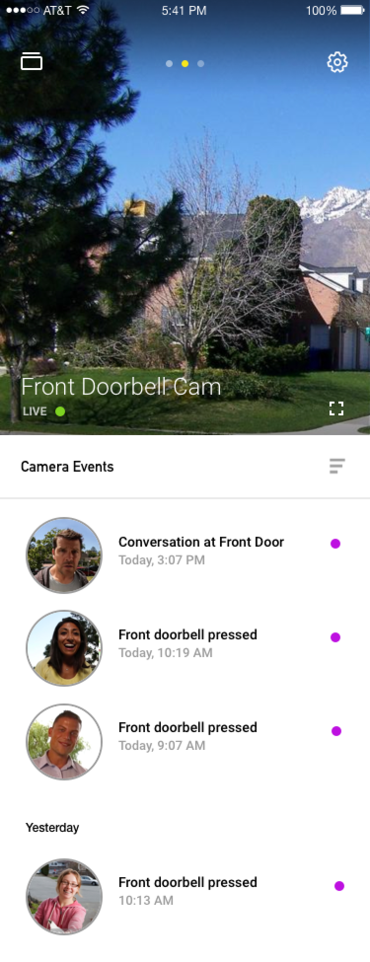 AT&T 5:41 PM 100%
Front Doorbell Cam
LIVE
Camera Events
Conversation at Front Door
Today, 3:07 PM
Front doorbell pressed
Today, 10:19 AM
Front doorbell pressed
Today, 9:07 AM
Yesterday
Front doorbell pressed
10:13 AM